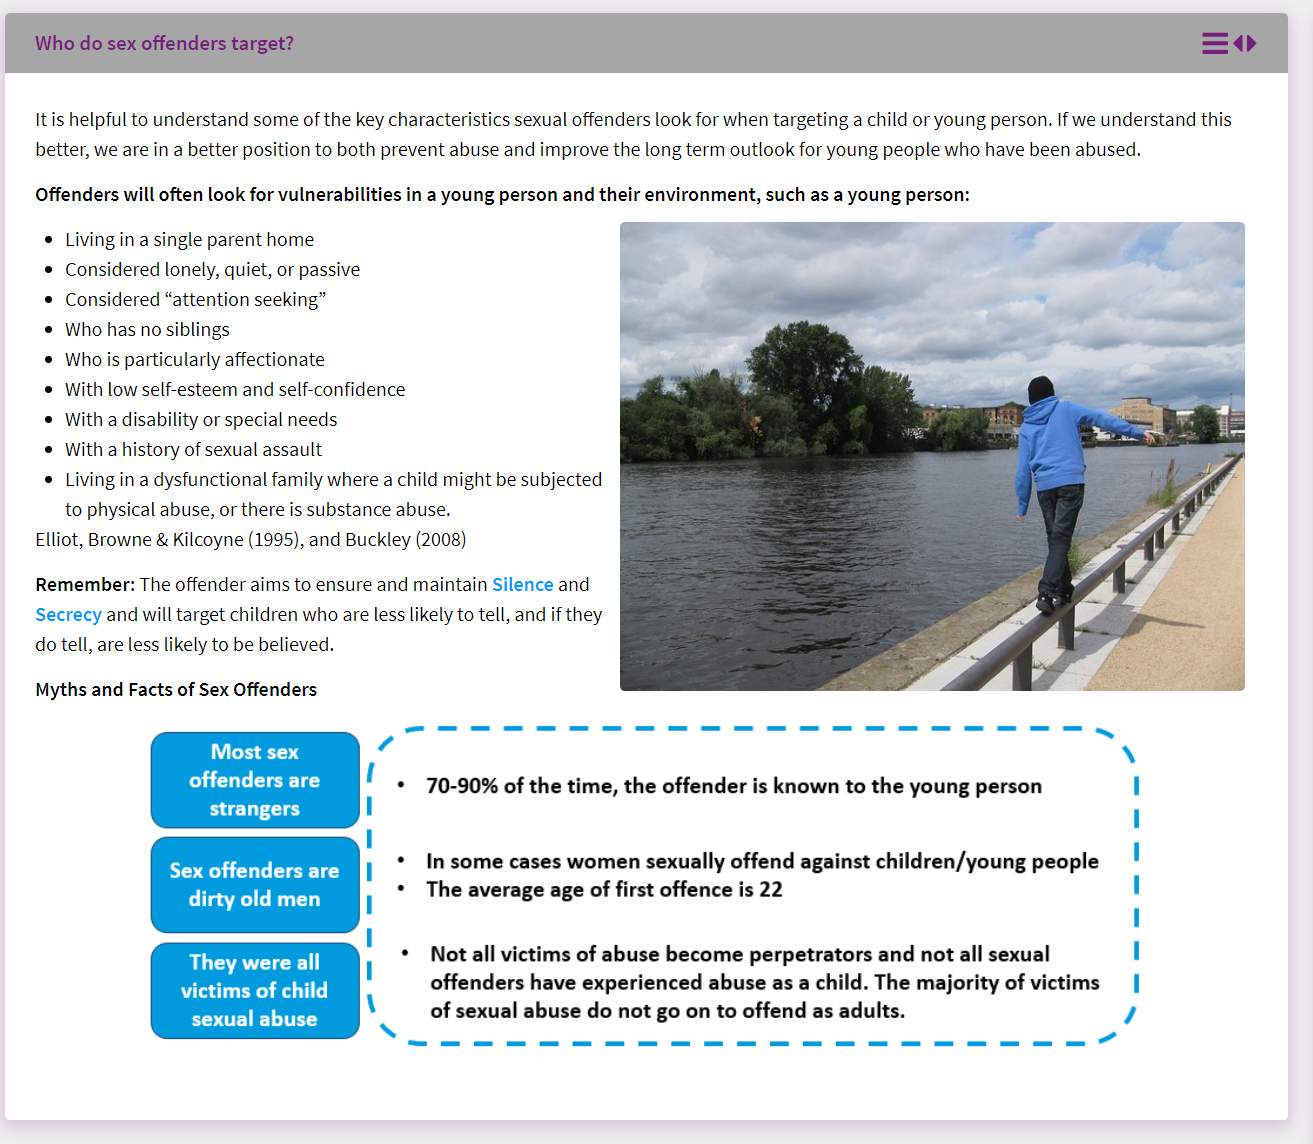 Who do sex offenders target?
It is helpful to understand some of the key characteristics sexual offenders look for when targeting a child or young person. If we understand this
better, we are in a better position to both prevent abuse and improve the long term outlook for young people who have been abused.
Offenders will often look for vulnerabilities in a young person and their environment, such as a young person:
• Living in a single parent home
• Considered lonely, quiet, or passive
• Considered “attention seeking”
• Who has no siblings
• Who is particularly affectionate
• With low self-esteem and self-confidence
• With a disability or special needs
• With a history of sexual assault
• Living in a dysfunctional family where a child might be subjected
to physical abuse, or there is substance abuse.
Elliot, Browne & Kilcoyne (1995), and Buckley (2008)
Remember: The offender aims to ensure and maintain Silence and
Secrecy and will target children who are less likely to tell, and if they
do tell, are less likely to be believed.
Myths and Facts of Sex Offenders
Most sex
offenders are
strangers
• 70-90% of the time, the offender is known to the young person
Sex offenders are
dirty old men
• In some cases women sexually offend against children/young people
• The average age of first offence is 22
They were all
victims of child
sexual abuse
• Not all victims of abuse become perpetrators and not all sexual
offenders have experienced abuse as a child. The majority of victims
of sexual abuse do not go on to offend as adults.